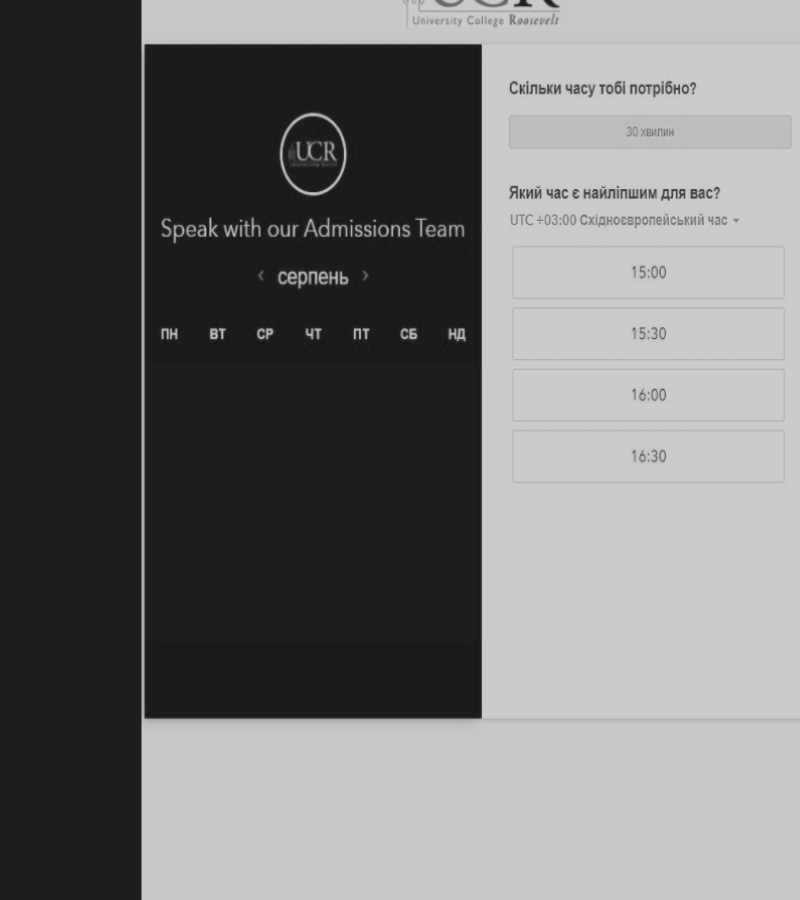 UCR
University College Roosevelt
UCR
Speak with our Admissions Team
серпень
ПН ВТ СР ЧТ ПТ СБ НД
Скільки часу тобі потрібно?
30 хвилин
Який час є найліпшим для вас?
UTC +03:00 Східноєвропейський час
15:00
15:30
16:00
16:30